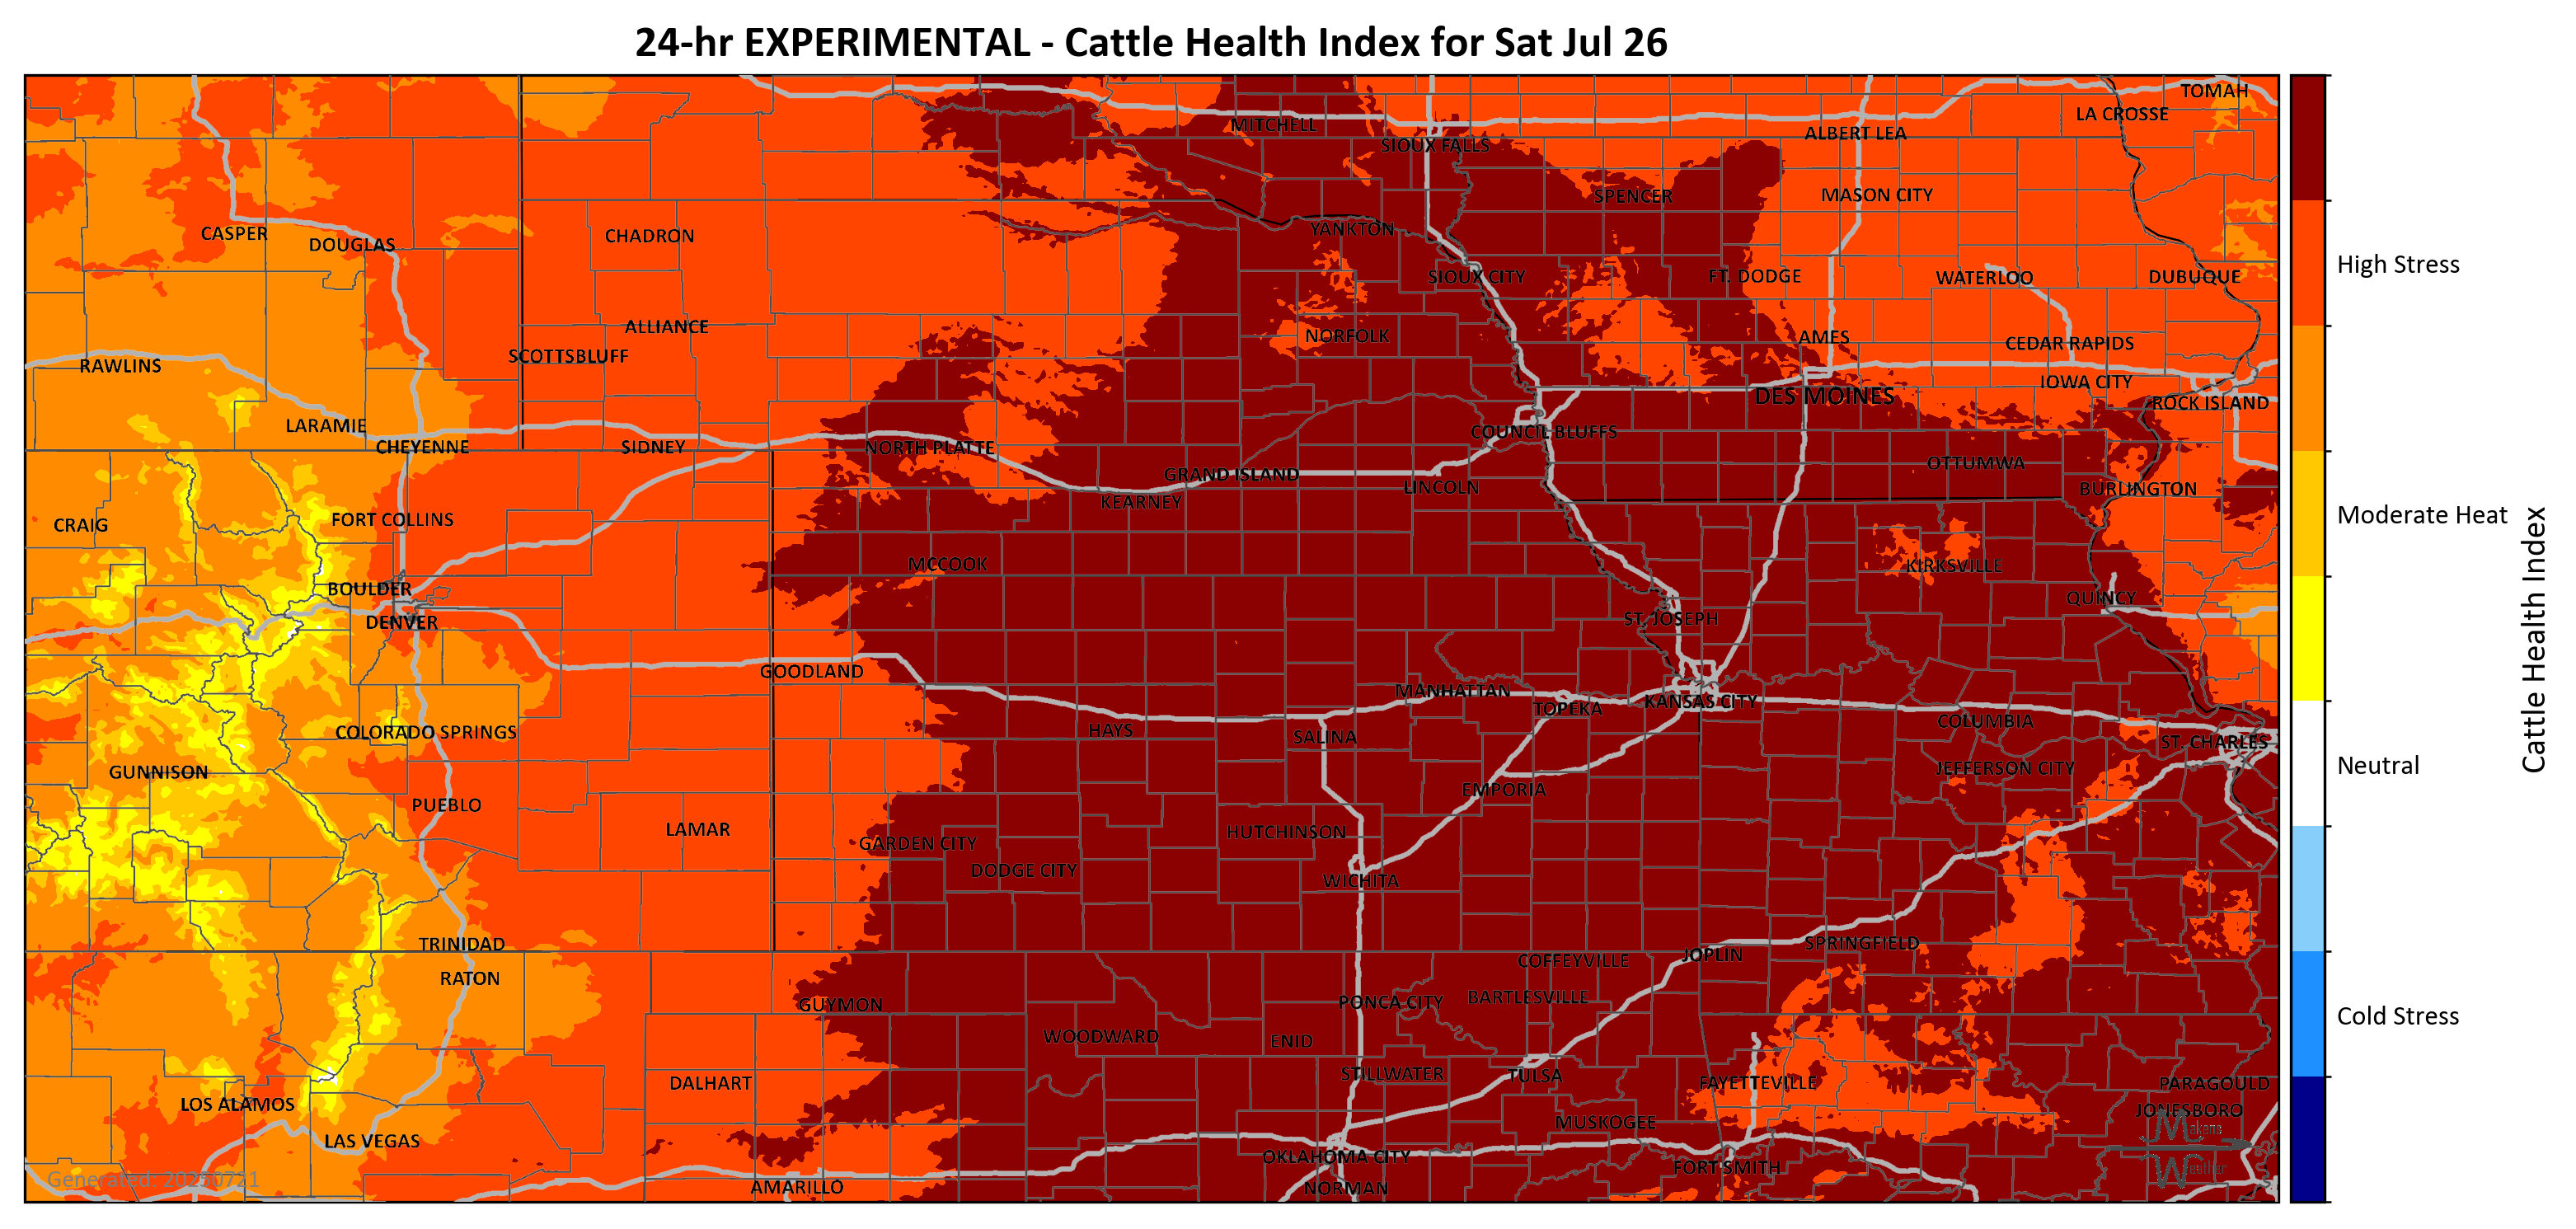 24-hr EXPERIMENTAL - Cattle Health Index for Sat Jul 26
TOMAH
LA CROSSE
MITCHELL
ALBERT LEA
SIOUX FALLS
SPENCER
MASON CITY
CASPER
DOUGLAS
CHADRON
YANKTON
SIOUX CITY
FT. DODGE
WATERLOO
DUBUQUE
High Stress
ALLIANCE
NORFOLK
AMES
CEDAR RAPIDS
SCOTTSBLUFF
RAWLINS
IOWA CITY
DES MOINES
ROCK ISLAND
LARAMIE
COUNCIL BLUFFS
CHEYENNE
SIDNEY
NORTH PLATTE
OTTUMWA
GRAND ISLAND
LINCOLN
BURLINGTON
KEARNEY
CRAIG
FORT COLLINS
Moderate Heat
MCCOOK
KIRKSVILLE
BOULDER
QUINCY
DENVER
ST. JOSEPH
Cattle Health Index
GOODLAND
MANHATTAN
KANSAS CITY
TOPEKA
COLUMBIA
COLORADO SPRINGS
HAYS
SALINA
ST. CHARLES
GUNNISON
JEFFERSON CITY
Neutral
EMPORIA
PUEBLO
LAMAR
HUTCHINSON
GARDEN CITY
DODGE CITY
WICHITA
TRINIDAD
SPRINGFIELD
JOPLIN
COFFEYVILLE
RATON
GUYMON
PONCA CITY
BARTLESVILLE
Cold Stress
WOODWARD
ENID
STILLWATER
TULSA
DALHART
FAYETTEVILLE
PARAGOULD
LOS ALAMOS
JONESBORO
MUSKOGEE
Makens
LAS VEGAS
OKLAHOMA CITY
FORT SMITH
Weather
Generated: 20250721
AMARILLO
NORMAN